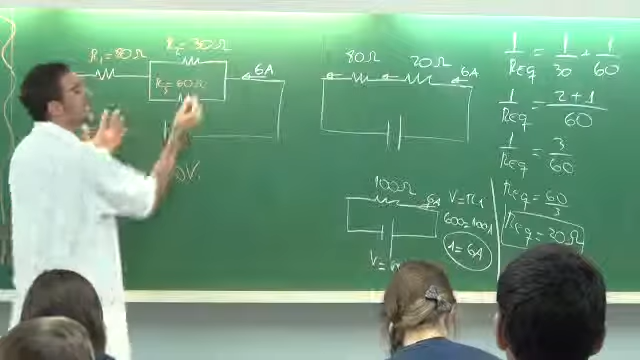 R₁ = 80Ω
R₂ = 30Ω
R₃ = 60Ω
6A
80Ω
20Ω
6A
100Ω
6A
V = R.i
600 = 100i
i = 6A
1/Req = 1/30 + 1/60
1/Req = 2+1/60
1/Req = 3/60
Req = 60/3
Req = 20Ω